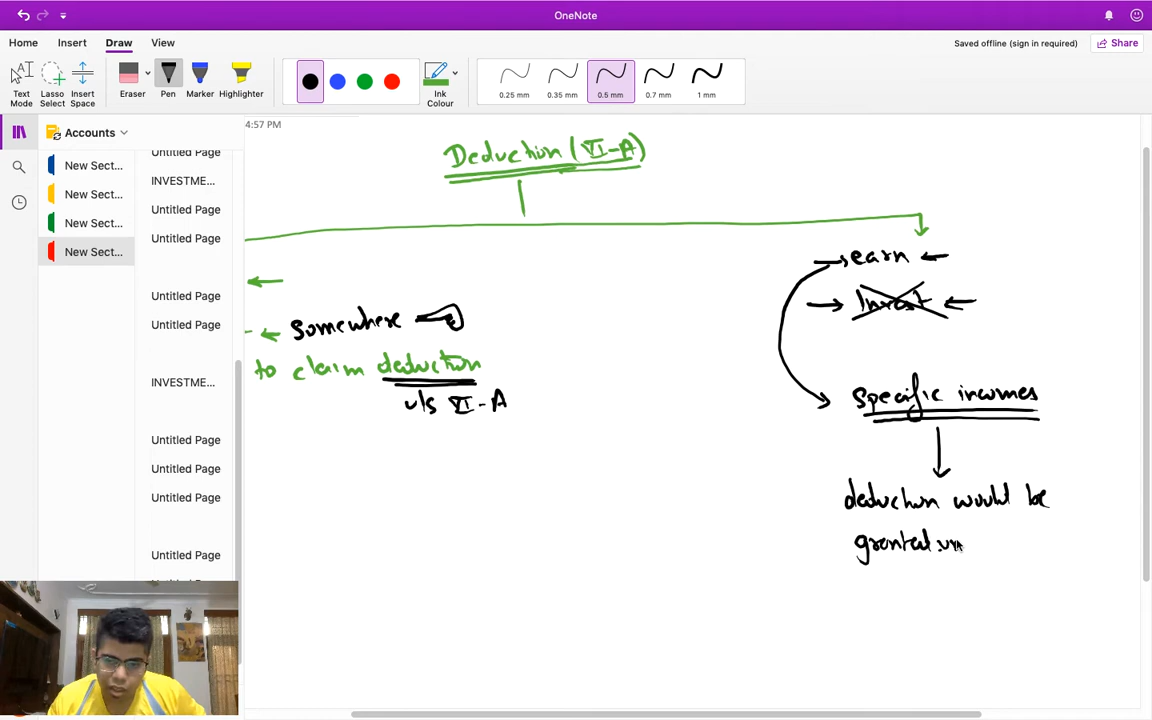 OneNote
Home Insert Draw View
Saved offline (sign in required) Share
Text Mode
Lasso Select
Insert Space
Eraser
Pen
Marker
Highlighter
Ink Colour
0.25 mm
0.35 mm
0.5 mm
0.7 mm
1 mm
Accounts
New Sect...
New Sect...
New Sect...
New Sect...
Untitled Page
INVESTME...
Untitled Page
Untitled Page
Untitled Page
Untitled Page
INVESTME...
Untitled Page
Untitled Page
Untitled Page
Untitled Page
4:57 PM
Deduction (VI-A)
somewhere
to claim deduction
u/s VI-A
earn
Invest
specific incomes
deduction would be
granted